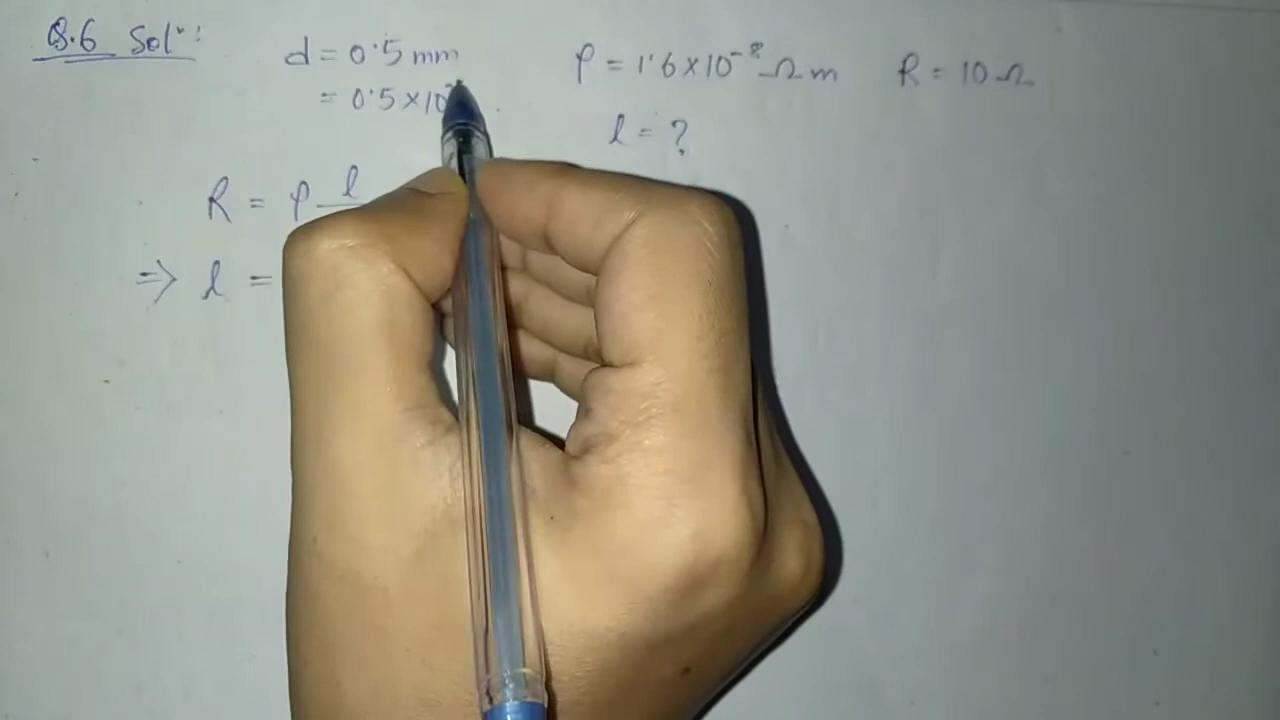 Q.6 Solⁿ:
d = 0.5 mm
= 0.5 × 10
ρ = 1.6 × 10⁻⁸ Ω m
R = 10 Ω
l = ?
R = ρ l
⇒ l =